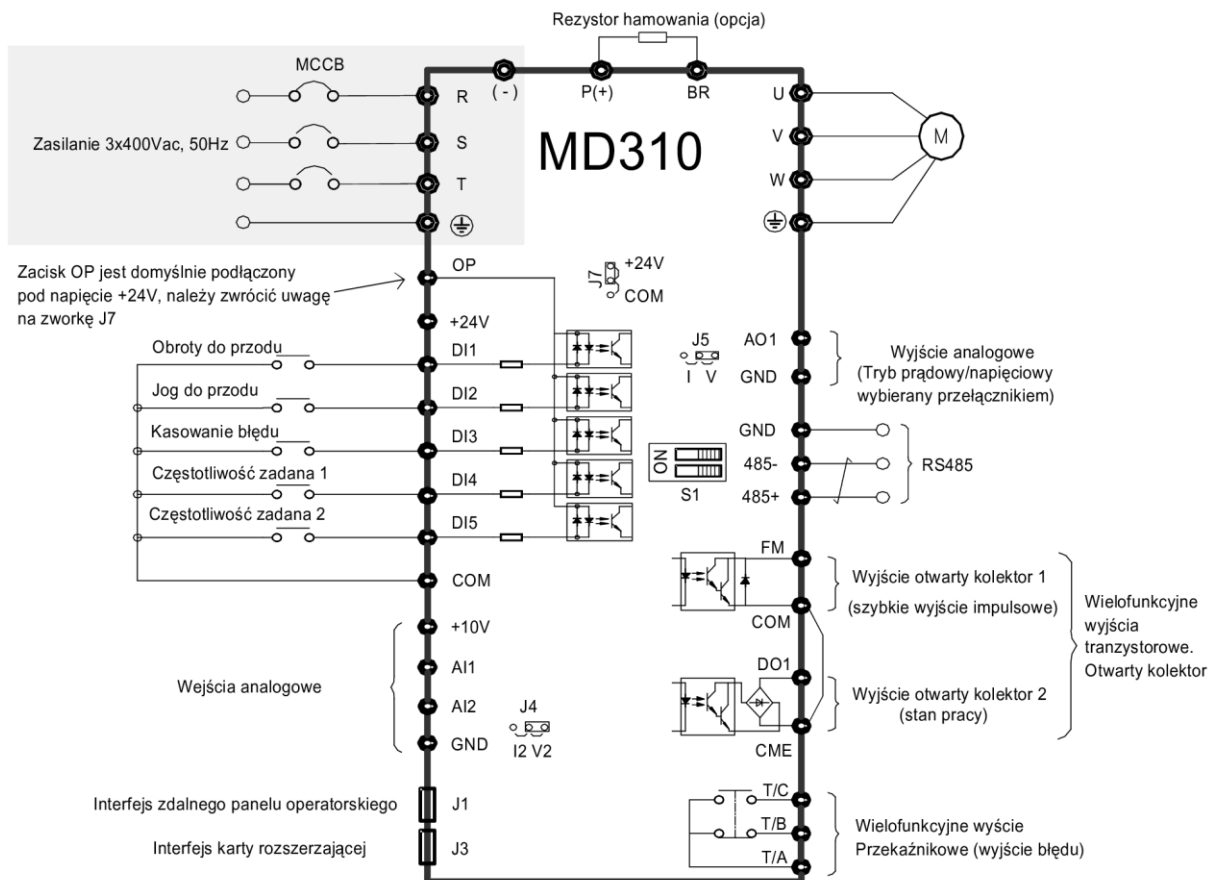 Rezystor hamowania (opcja)
MCCB
R
( - )
P(+)
BR
U
Zasilanie 3x400Vac, 50Hz
S
MD310
V
M
T
W
Zacisk OP jest domyślnie podłączony
pod napięcie +24V, należy zwrócić uwagę
na zworkę J7
OP
J7
+24V
COM
+24V
Obroty do przodu
DI1
Jog do przodu
DI2
Kasowanie błędu
DI3
Częstotliwość zadana 1
DI4
Częstotliwość zadana 2
DI5
COM
J5
I V
AO1
GND
Wyjście analogowe
(Tryb prądowy/napięciowy
wybierany przełącznikiem)
ON
S1
GND
485-
485+
RS485
FM
COM
Wyjście otwarty kolektor 1
(szybkie wyjście impulsowe)
DO1
CME
Wyjście otwarty kolektor 2
(stan pracy)
Wielofunkcyjne
wyjścia
tranzystorowe.
Otwarty kolektor
+10V
AI1
Wejścia analogowe
AI2
GND
J4
I2 V2
Interfejs zdalnego panelu operatorskiego
J1
Interfejs karty rozszerzającej
J3
T/C
T/B
T/A
Wielofunkcyjne wyście
Przekaźnikowe (wyjście błędu)